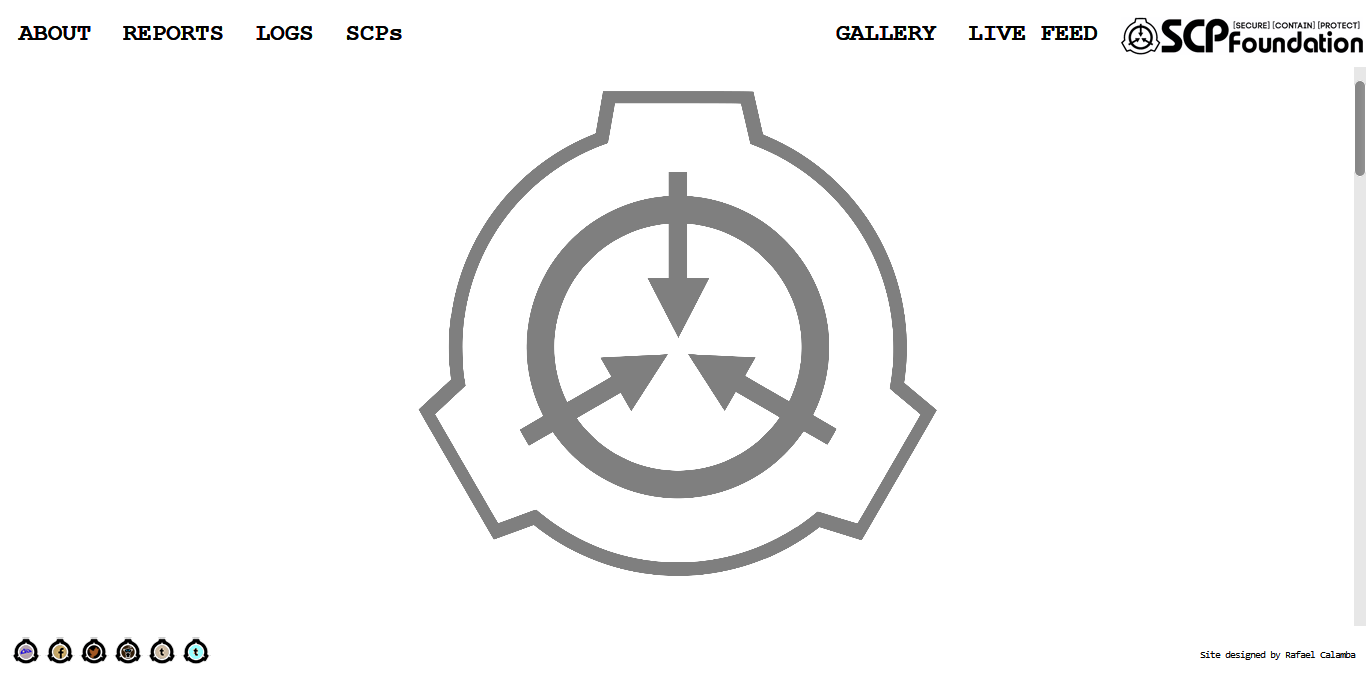 ABOUT REPORTS LOGS SCPs GALLERY LIVE FEED
[SECURE] [CONTAIN] [PROTECT]
SCP Foundation
f t t
Site designed by Rafael Calamba